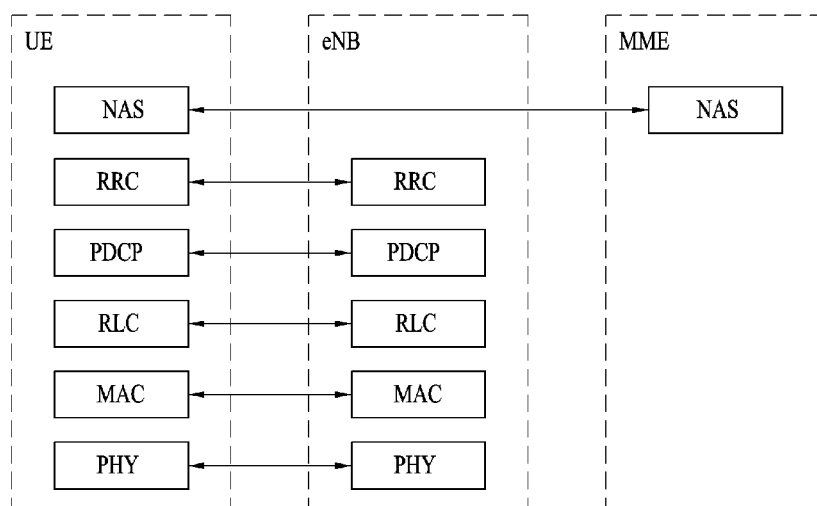 UE eNB MME
NAS NAS
RRC RRC
PDCP PDCP
RLC RLC
MAC MAC
PHY PHY